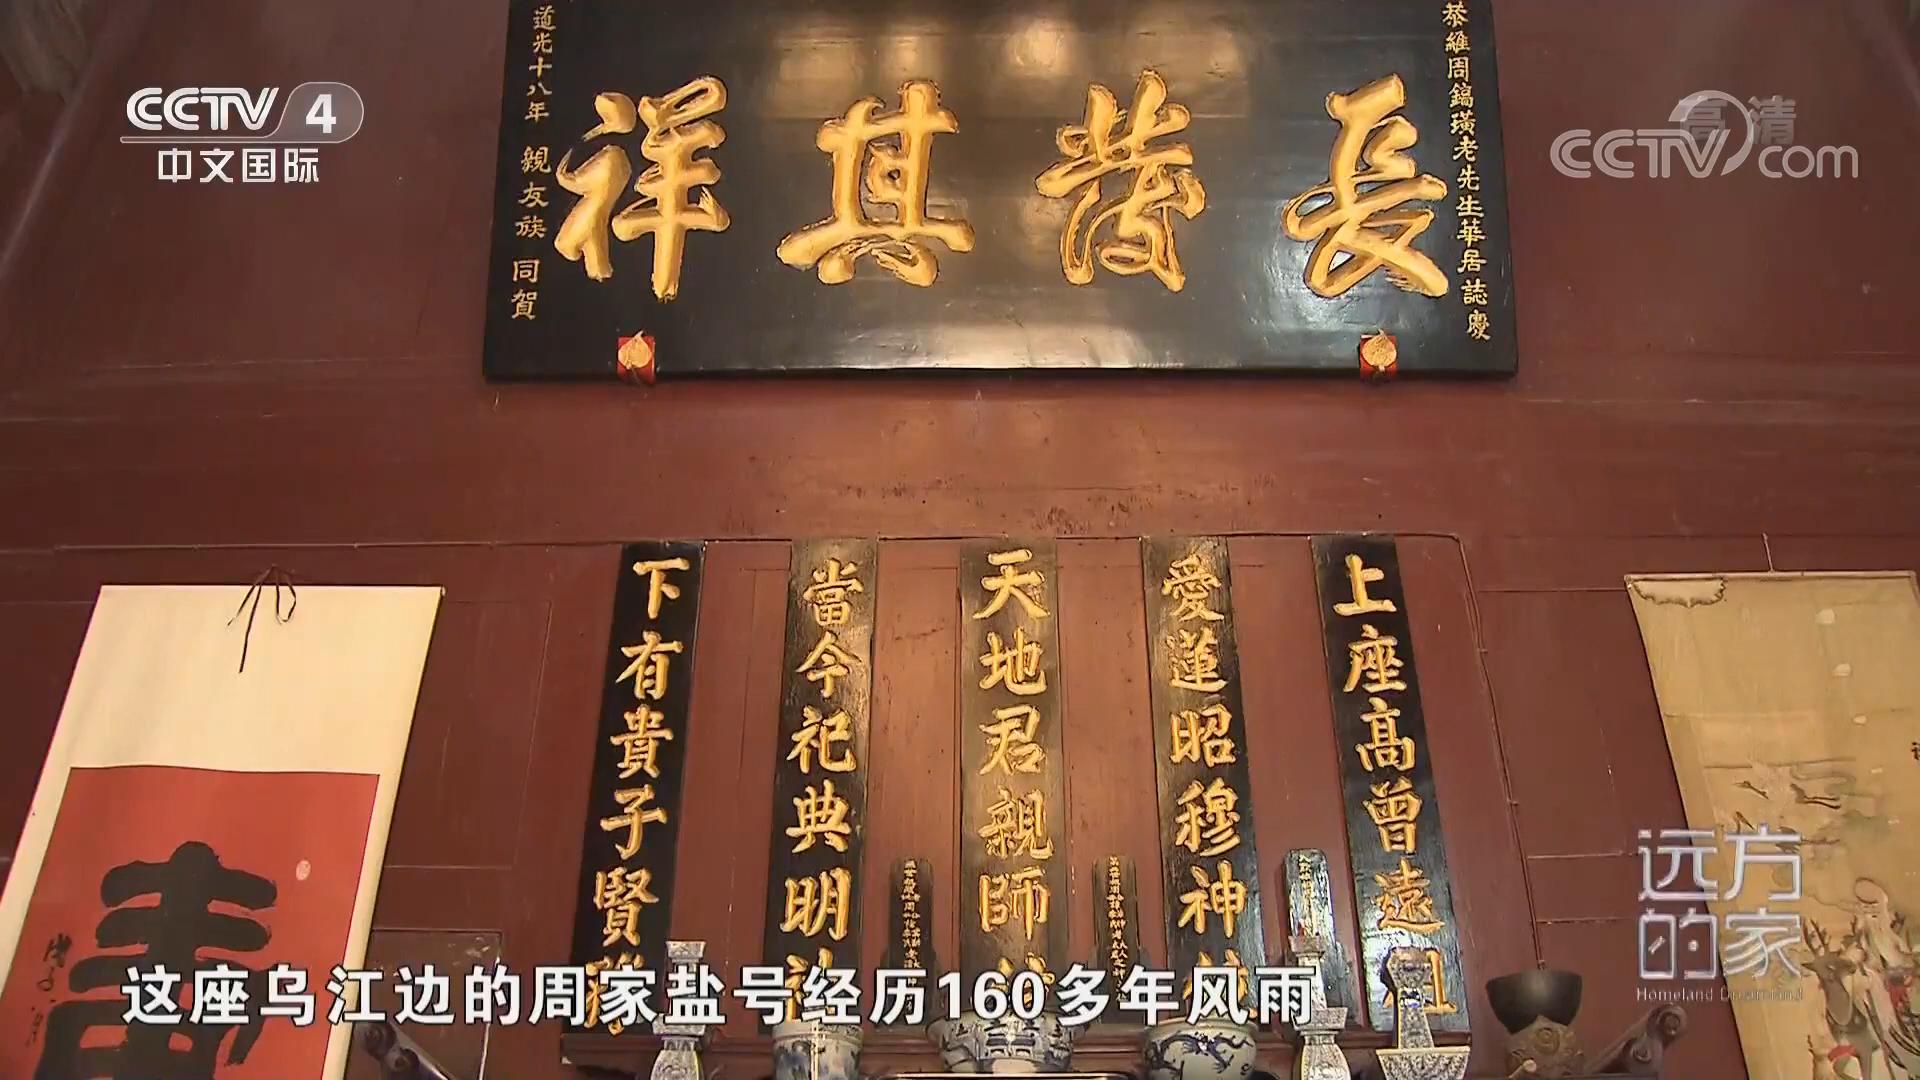 恭維周鎬璜老先生華居誌慶
長發其祥
道光十八年 親友族 同賀
CCTV 4
中文国际
高清
CCTV.com
上座高曾遠祖
愛蓮昭穆神
天地君親師
當今祀典明
下有貴子賢
远方的家
Homeland Dreamland
这座乌江边的周家盐号经历160多年风雨